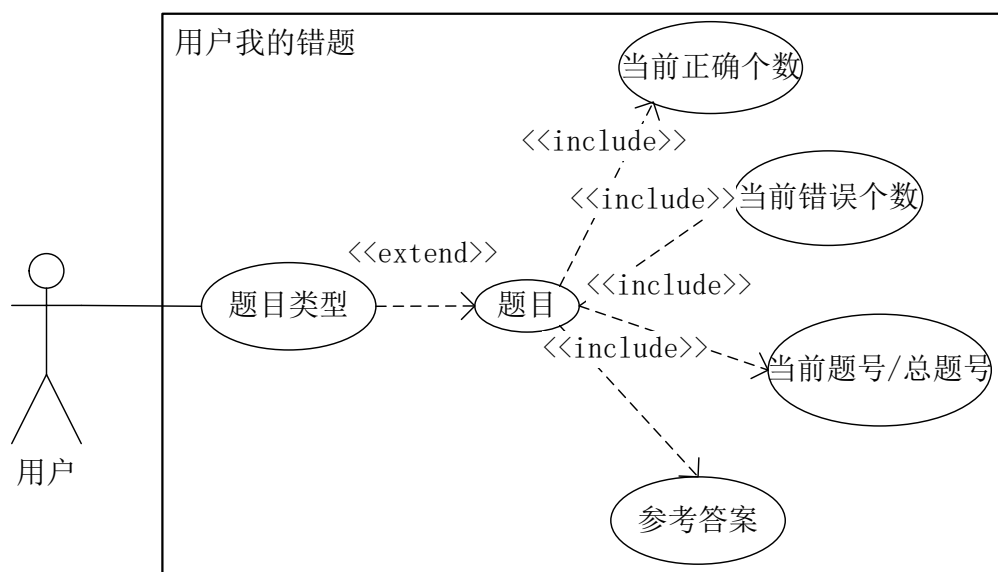 用户我的错题
当前正确个数
<<include>>
<<include>>
当前错误个数
<<extend>>
<<include>>
题目类型
题目
<<include>>
当前题号/总题号
用户
参考答案